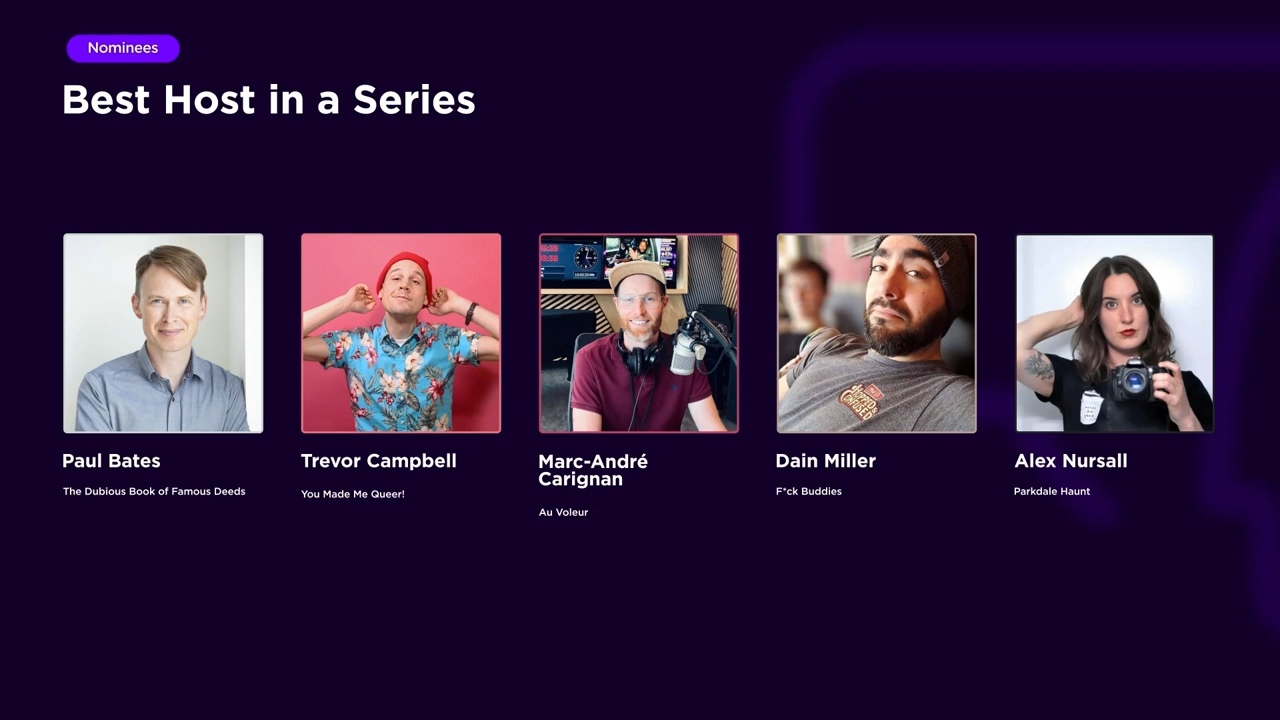 Nominees
Best Host in a Series
Paul Bates
The Dubious Book of Famous Deeds
Trevor Campbell
You Made Me Queer!
Marc-André
Carignan
Au Voleur
Dain Miller
F*ck Buddies
Alex Nursall
Parkdale Haunt